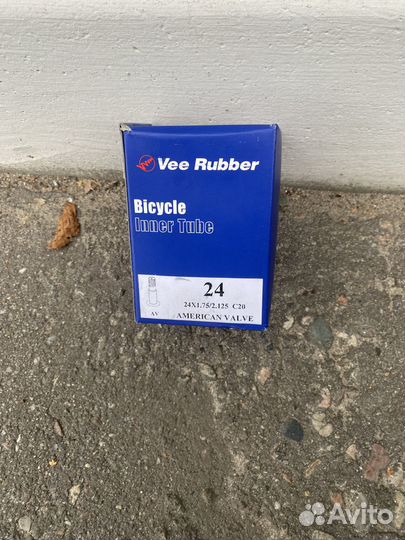 Vee Rubber
Bicycle
Inner Tube
24
24X1.75/2.125 C20
AV AMERICAN VALVE
Avito